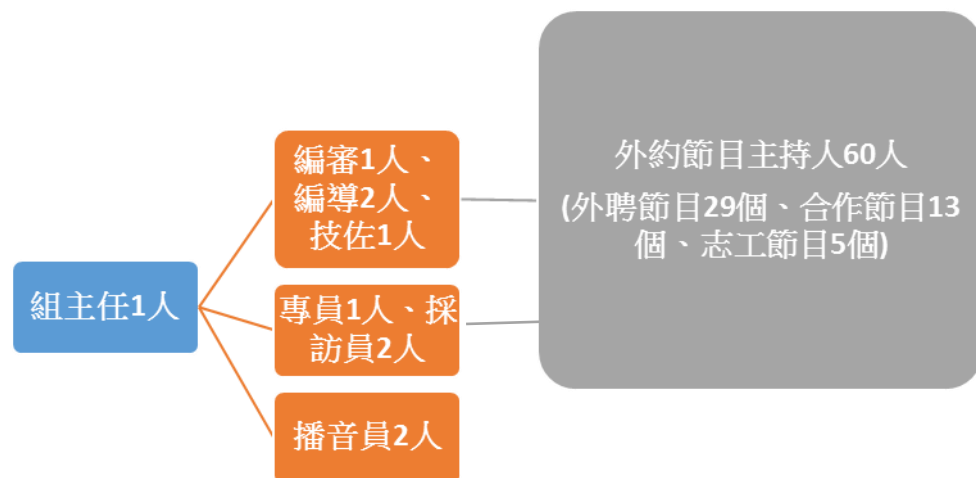 組主任1人
編審1人、
編導2人、
技佐1人
專員1人、採
訪員2人
播音員2人
外約節目主持人60人
(外聘節目29個、合作節目13
個、志工節目5個)